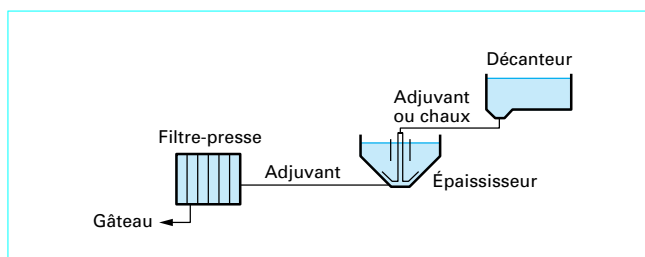 Décanteur
Adjuvant
ou chaux
Filtre-presse
Adjuvant
Épaississeur
Gâteau